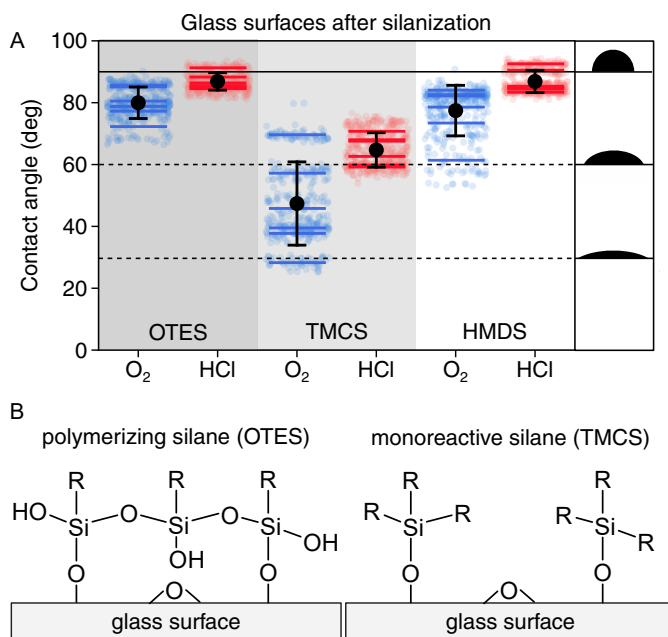 Glass surfaces after silanization
A
Contact angle (deg)
100
80
60
40
20
0
OTES
TMCS
HMDS
O₂
HCl
O₂
HCl
O₂
HCl
B
polymerizing silane (OTES)
monoreactive silane (TMCS)
R
R
R
HO
Si
O
Si
O
Si
OH
OH
O
O
O
glass surface
R
R
Si
R
R
R
Si
R
O
O
O
glass surface